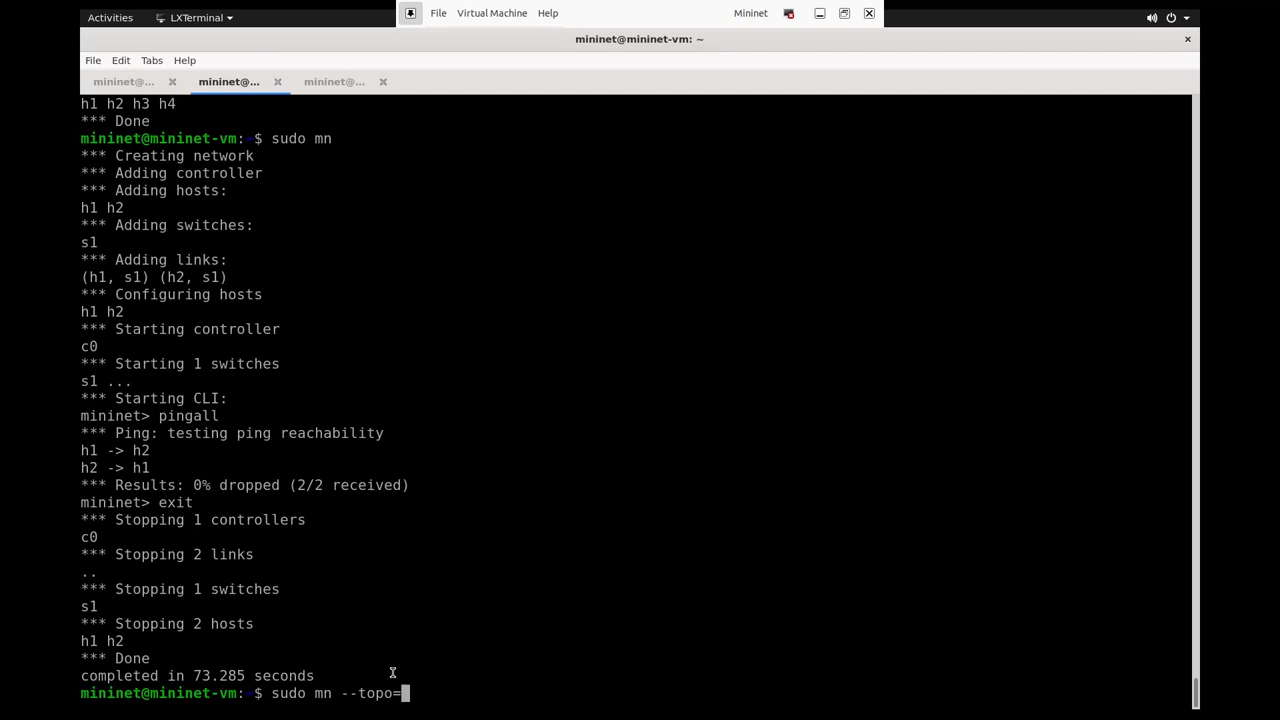 Activities LXTerminal
File Virtual Machine Help Mininet
mininet@mininet-vm: ~
File Edit Tabs Help
mininet@... mininet@... mininet@...
h1 h2 h3 h4
*** Done
mininet@mininet-vm:~$ sudo mn
*** Creating network
*** Adding controller
*** Adding hosts:
h1 h2
*** Adding switches:
s1
*** Adding links:
(h1, s1) (h2, s1)
*** Configuring hosts
h1 h2
*** Starting controller
c0
*** Starting 1 switches
s1 ...
*** Starting CLI:
mininet> pingall
*** Ping: testing ping reachability
h1 -> h2
h2 -> h1
*** Results: 0% dropped (2/2 received)
mininet> exit
*** Stopping 1 controllers
c0
*** Stopping 2 links
..
*** Stopping 1 switches
s1
*** Stopping 2 hosts
h1 h2
*** Done
completed in 73.285 seconds
mininet@mininet-vm:~$ sudo mn --topo=